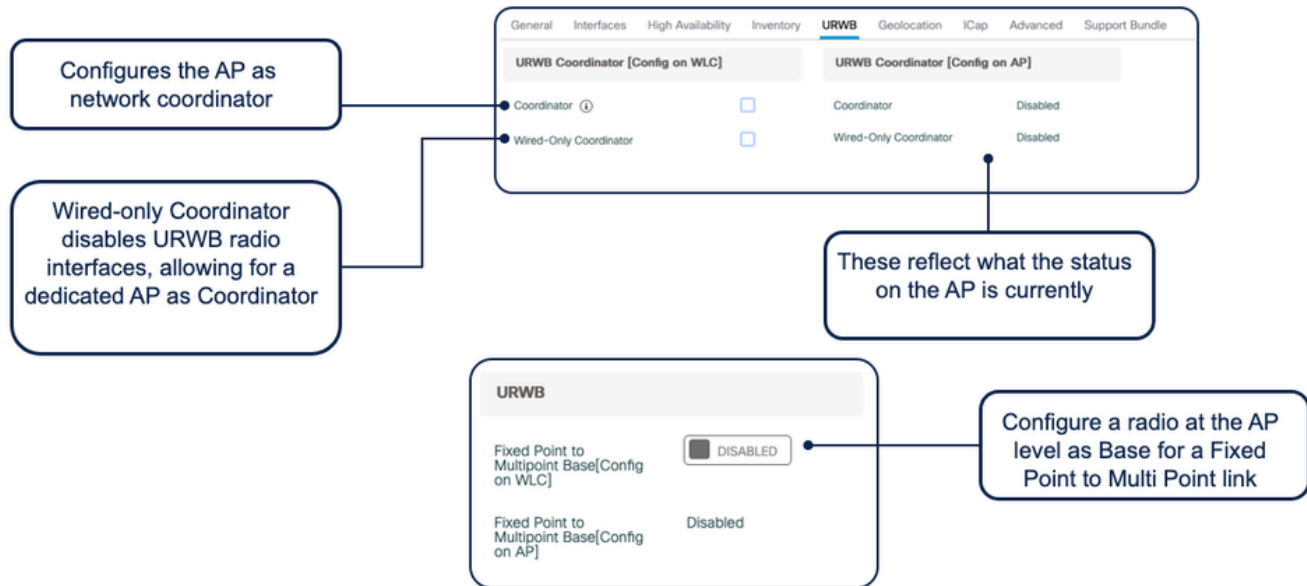 General Interfaces High Availability Inventory URWB Geolocation ICap Advanced Support Bundle
URWB Coordinator [Config on WLC]
URWB Coordinator [Config on AP]
Coordinator
Coordinator Disabled
Wired-Only Coordinator
Wired-Only Coordinator Disabled
Configures the AP as
network coordinator
Wired-only Coordinator
disables URWB radio
interfaces, allowing for a
dedicated AP as Coordinator
These reflect what the status
on the AP is currently
URWB
Fixed Point to
Multipoint Base[Config
on WLC]
DISABLED
Fixed Point to
Multipoint Base[Config
on AP]
Disabled
Configure a radio at the AP
level as Base for a Fixed
Point to Multi Point link